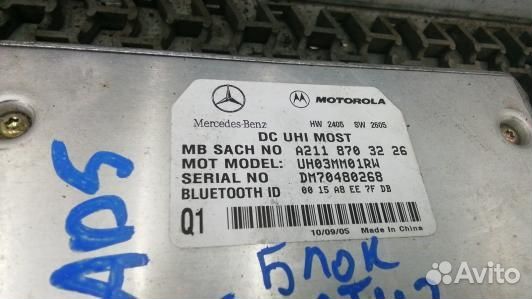 MOTOROLA
Mercedes-Benz HW 2405 SW 2605
DC UHI MOST
MB SACH NO A211 870 32 26
MOT MODEL: UH03MM01RW
SERIAL NO DM70480268
BLUETOOTH ID 00 15 A8 EE 7F DB
Q1
10/09/05 Made in China
ADS
Блок
Avito